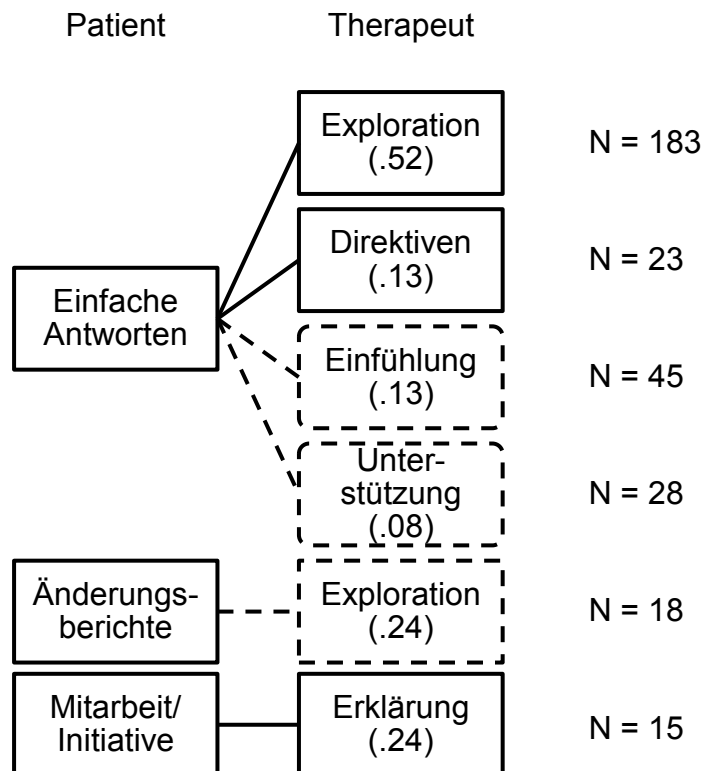 Patient Therapeut
Exploration
(.52)
N = 183
Direktiven
(.13)
N = 23
Einfache
Antworten
Einfühlung
(.13)
N = 45
Unter-
stützung
(.08)
N = 28
Änderungs-
berichte
Exploration
(.24)
N = 18
Mitarbeit/
Initiative
Erklärung
(.24)
N = 15